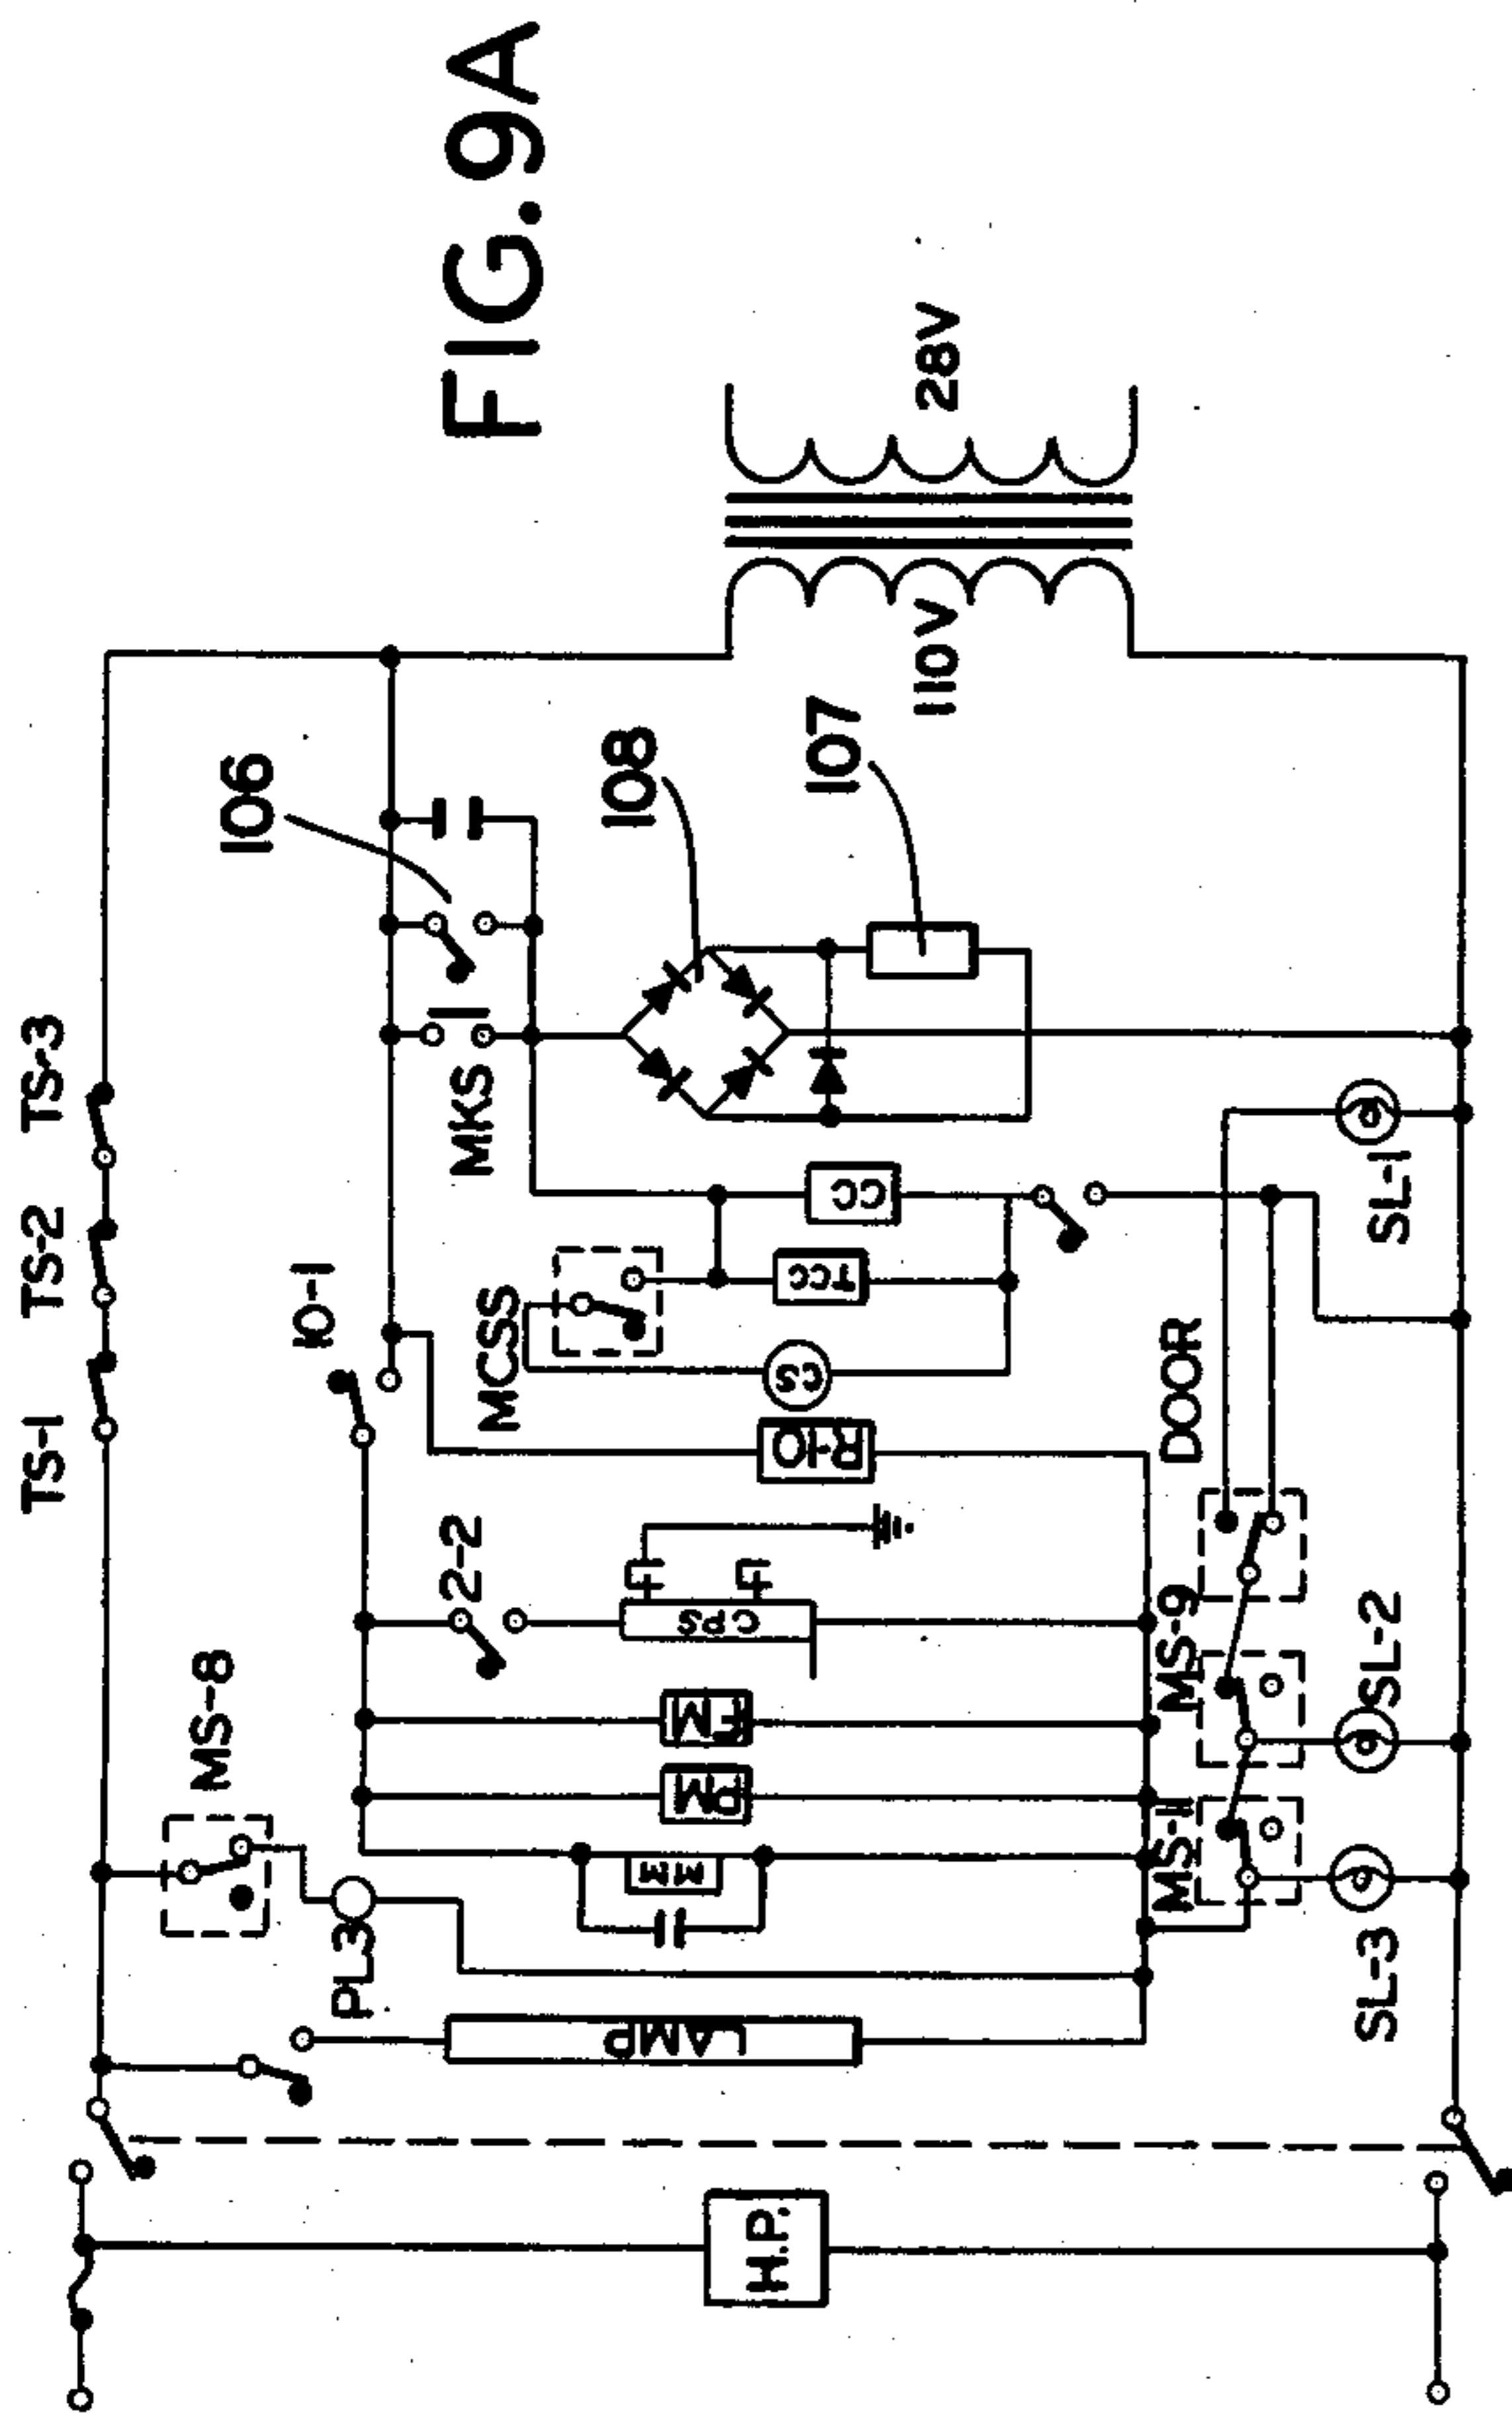 FIG. 9A
TS-1
TS-2
TS-3
MS-8
10-1
106
PL3
2-2
MCSS
MKS
108
107
110V
28V
LAMP
MM
PM
FM
CPS
R-10
CS
TCC
CC
H.P.
MS-11
MS-9
DOOR
SL-3
SL-2
SL-1